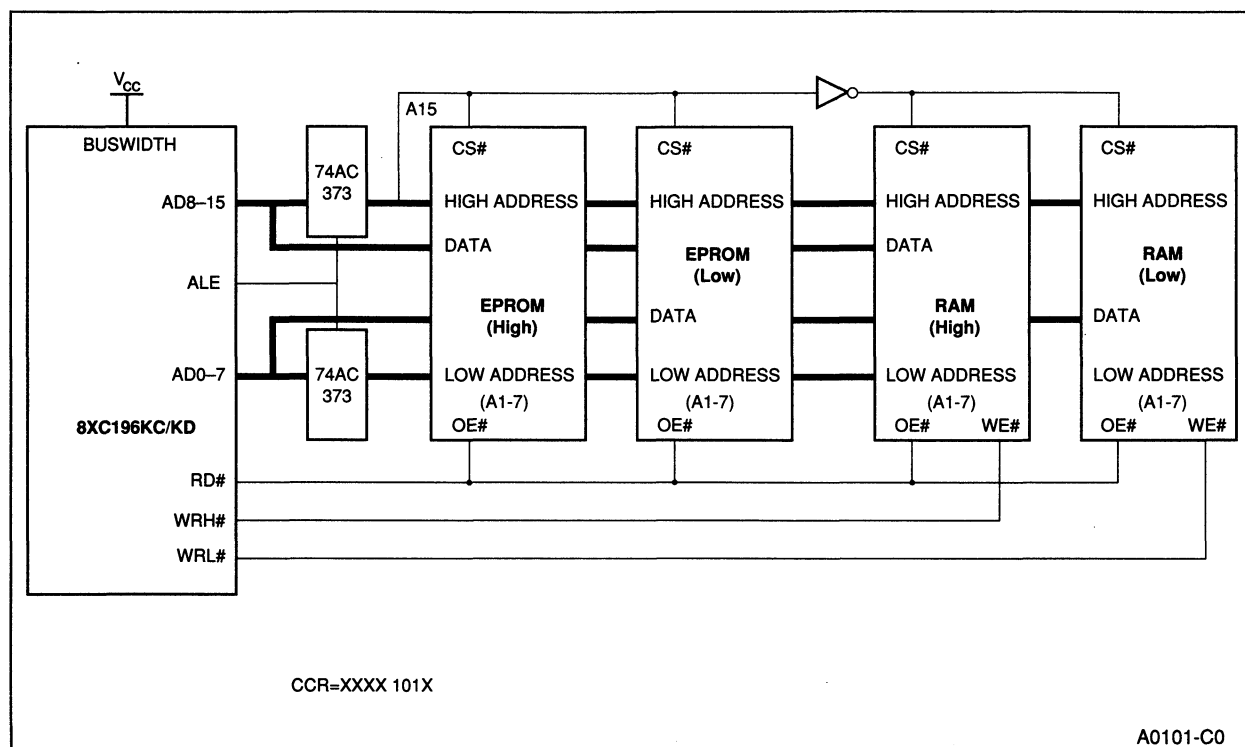 VCC
A15
BUSWIDTH
74AC
373
CS#
CS#
CS#
CS#
AD8–15
HIGH ADDRESS
HIGH ADDRESS
HIGH ADDRESS
HIGH ADDRESS
DATA
EPROM
(Low)
DATA
RAM
(Low)
ALE
EPROM
(High)
DATA
RAM
(High)
DATA
AD0–7
74AC
373
LOW ADDRESS
(A1-7)
LOW ADDRESS
(A1-7)
LOW ADDRESS
(A1-7)
LOW ADDRESS
(A1-7)
8XC196KC/KD
OE#
OE#
OE# WE#
OE# WE#
RD#
WRH#
WRL#
CCR=XXXX 101X
A0101-C0